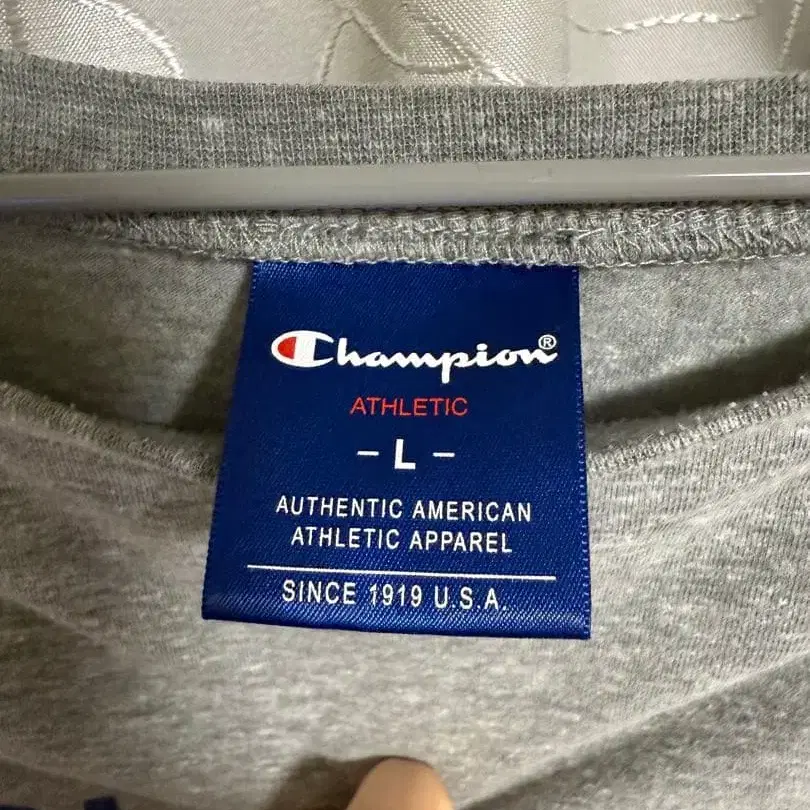 Champion®
ATHLETIC
- L -
AUTHENTIC AMERICAN
ATHLETIC APPAREL
SINCE 1919 U.S.A.